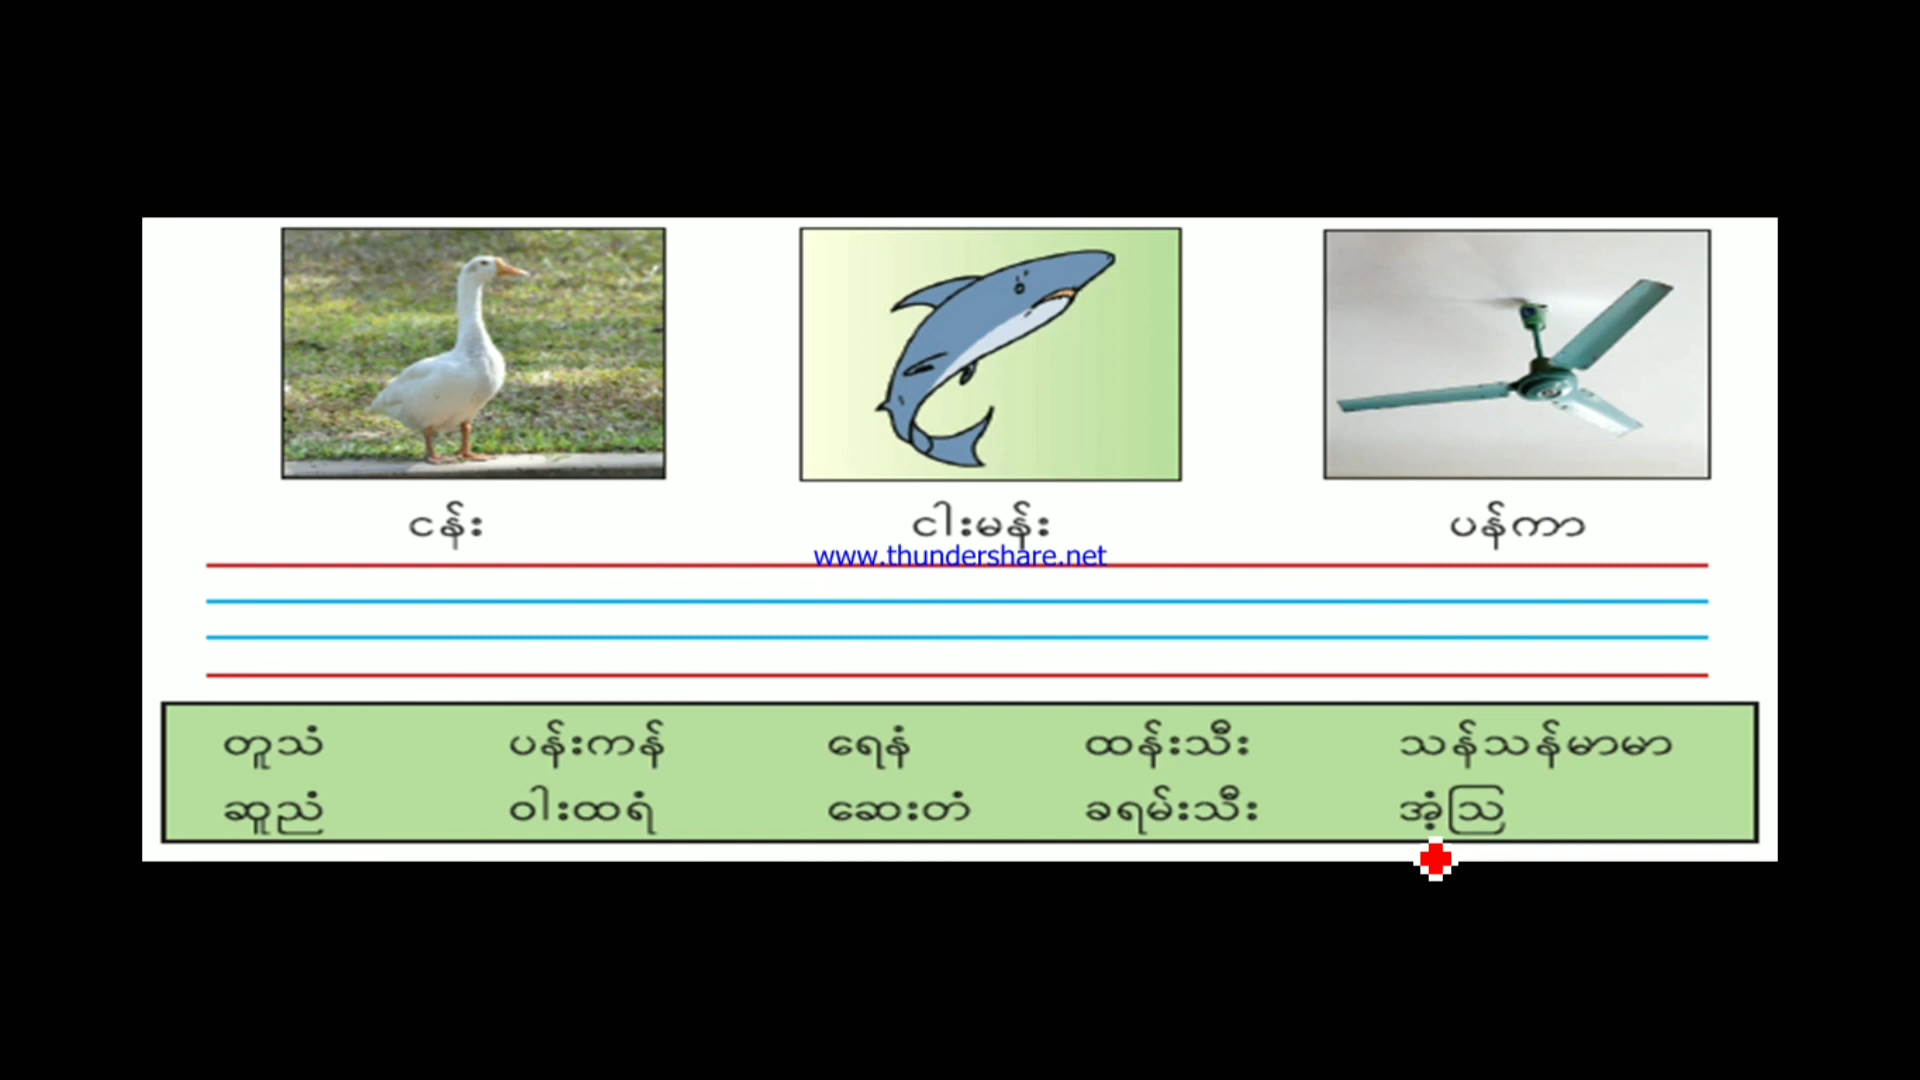 ငန်း ငါးမန်း ပန်ကာ
www.thundershare.net
တူသံ ပန်းကန် ရေနံ ထန်းသီး သန်သန်မာမာ
ဆူညံ ဝါးထရံ ဆေးတံ ခရမ်းသီး အံ့ဩ